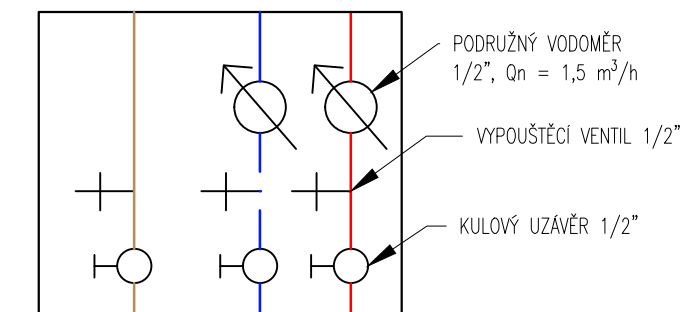 PODRUŽNÝ VODOMĚR
1/2", Qn = 1,5 m³/h
VYPOUŠTĚCÍ VENTIL 1/2"
KULOVÝ UZÁVĚR 1/2"